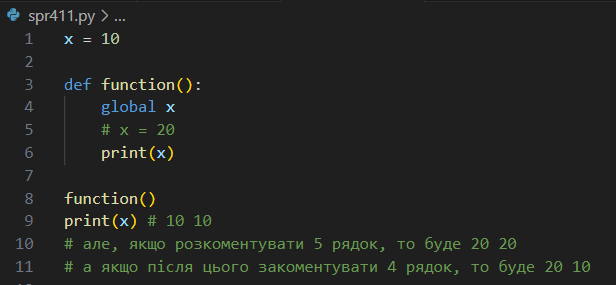 spr411.py > ...
1 x = 10
2
3 def function():
4     global x
5     # x = 20
6     print(x)
7
8 function()
9 print(x) # 10 10
10 # але, якщо розкоментувати 5 рядок, то буде 20 20
11 # а якщо після цього закоментувати 4 рядок, то буде 20 10